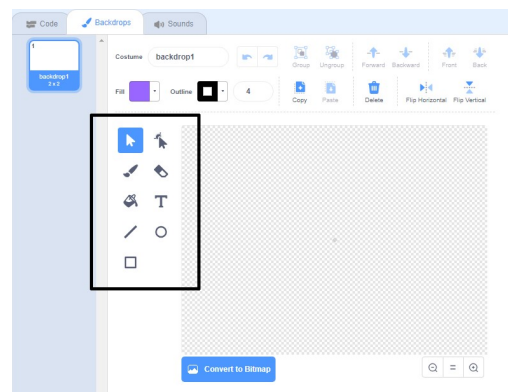 Code Backdrops Sounds
1
backdrop1
2 x 2
Costume backdrop1 Group Ungroup Forward Backward Front Back
Fill Outline 4 Copy Paste Delete Flip Horizontal Flip Vertical
T
Convert to Bitmap